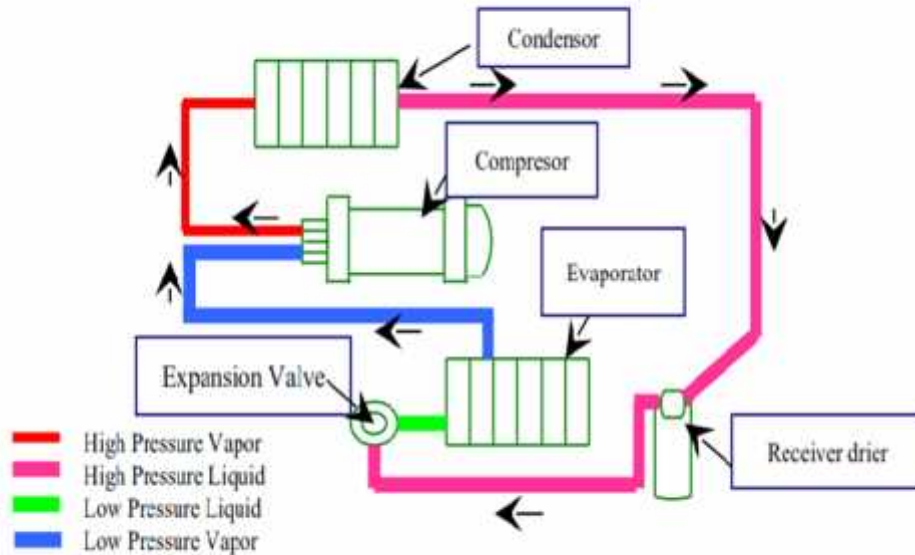 Condensor
Compresor
Evaporator
Expansion Valve
Receiver drier
High Pressure Vapor
High Pressure Liquid
Low Pressure Liquid
Low Pressure Vapor